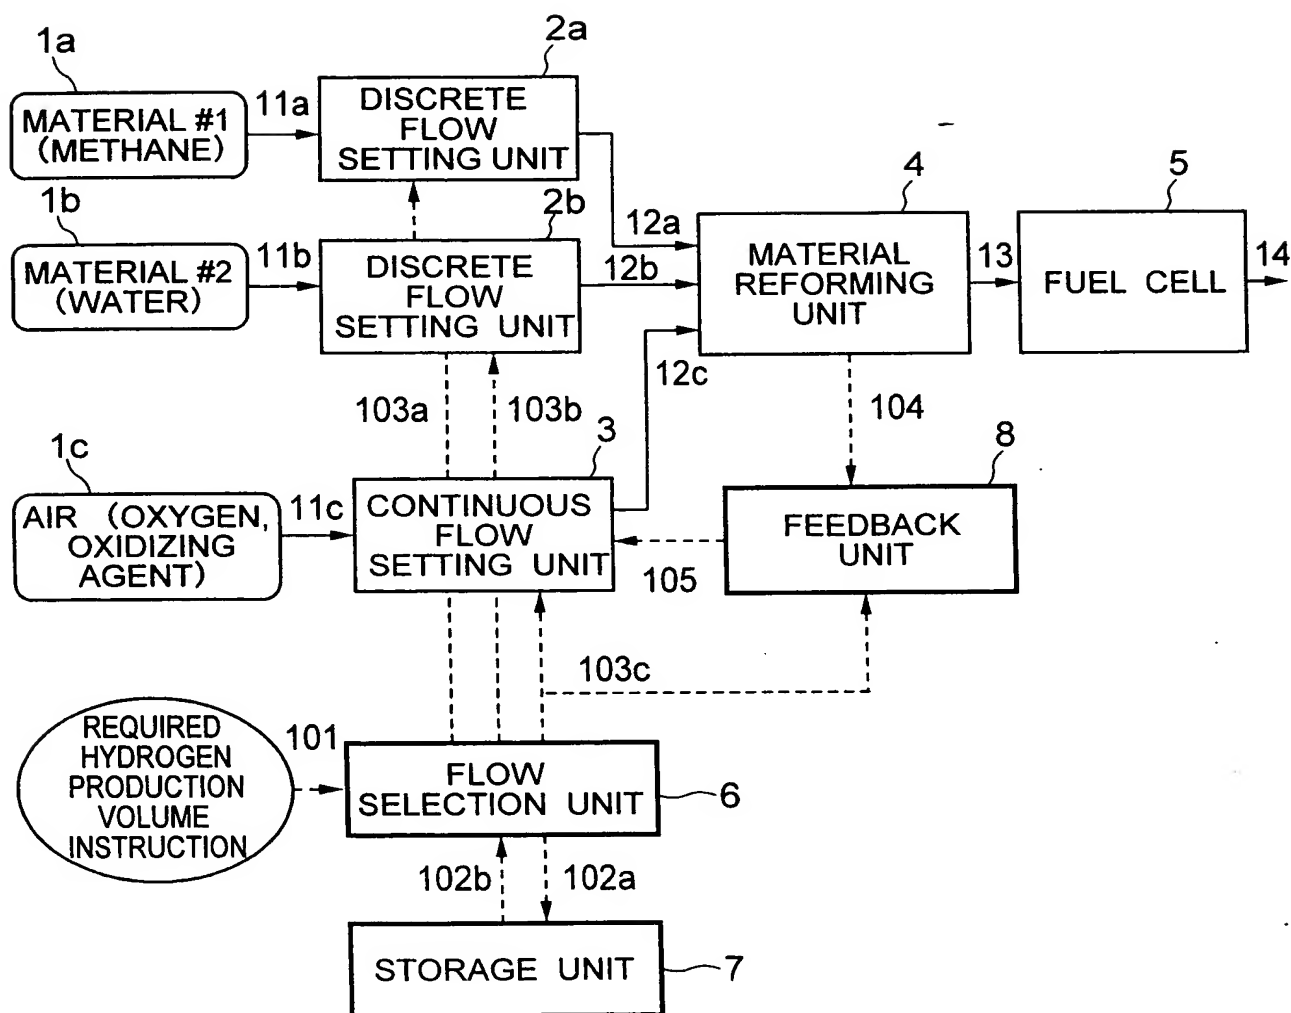 1a
2a
MATERIAL #1
(METHANE)
11a
DISCRETE
FLOW
SETTING UNIT
4
5
1b
2b
12a
MATERIAL #2
(WATER)
11b
DISCRETE
FLOW
SETTING UNIT
12b
MATERIAL
REFORMING
UNIT
13
FUEL CELL
14
12c
103a
103b
104
1c
3
8
AIR (OXYGEN,
OXIDIZING
AGENT)
11c
CONTINUOUS
FLOW
SETTING UNIT
105
FEEDBACK
UNIT
103c
REQUIRED
HYDROGEN
PRODUCTION
VOLUME
INSTRUCTION
101
FLOW
SELECTION UNIT
6
102b
102a
STORAGE UNIT
7